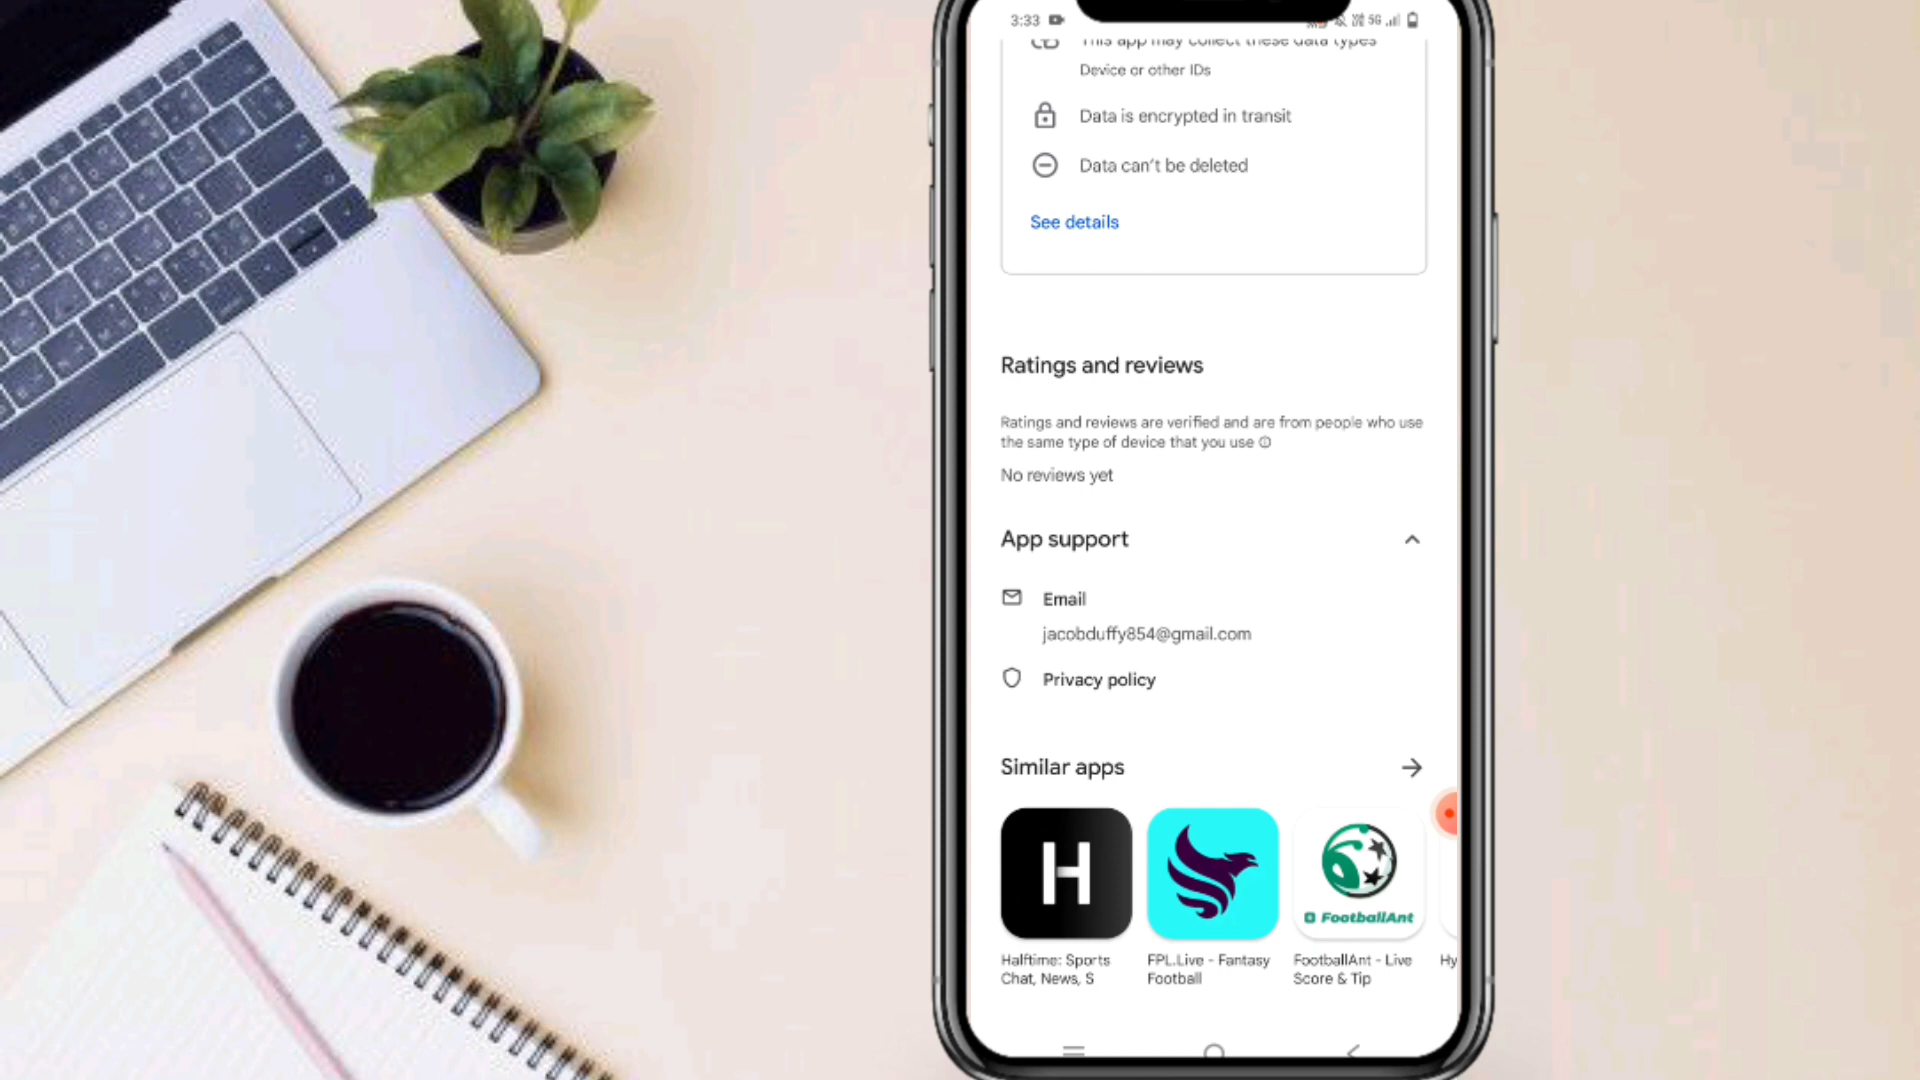 3:33
5G
This app may collect these data types
Device or other IDs
Data is encrypted in transit
Data can't be deleted
See details
Ratings and reviews
Ratings and reviews are verified and are from people who use
the same type of device that you use
No reviews yet
App support
Email
jacobduffy854@gmail.com
Privacy policy
Similar apps
H
FootballAnt
Halftime: Sports
Chat, News, S
FPL.Live - Fantasy
Football
FootballAnt - Live
Score & Tip
Hy